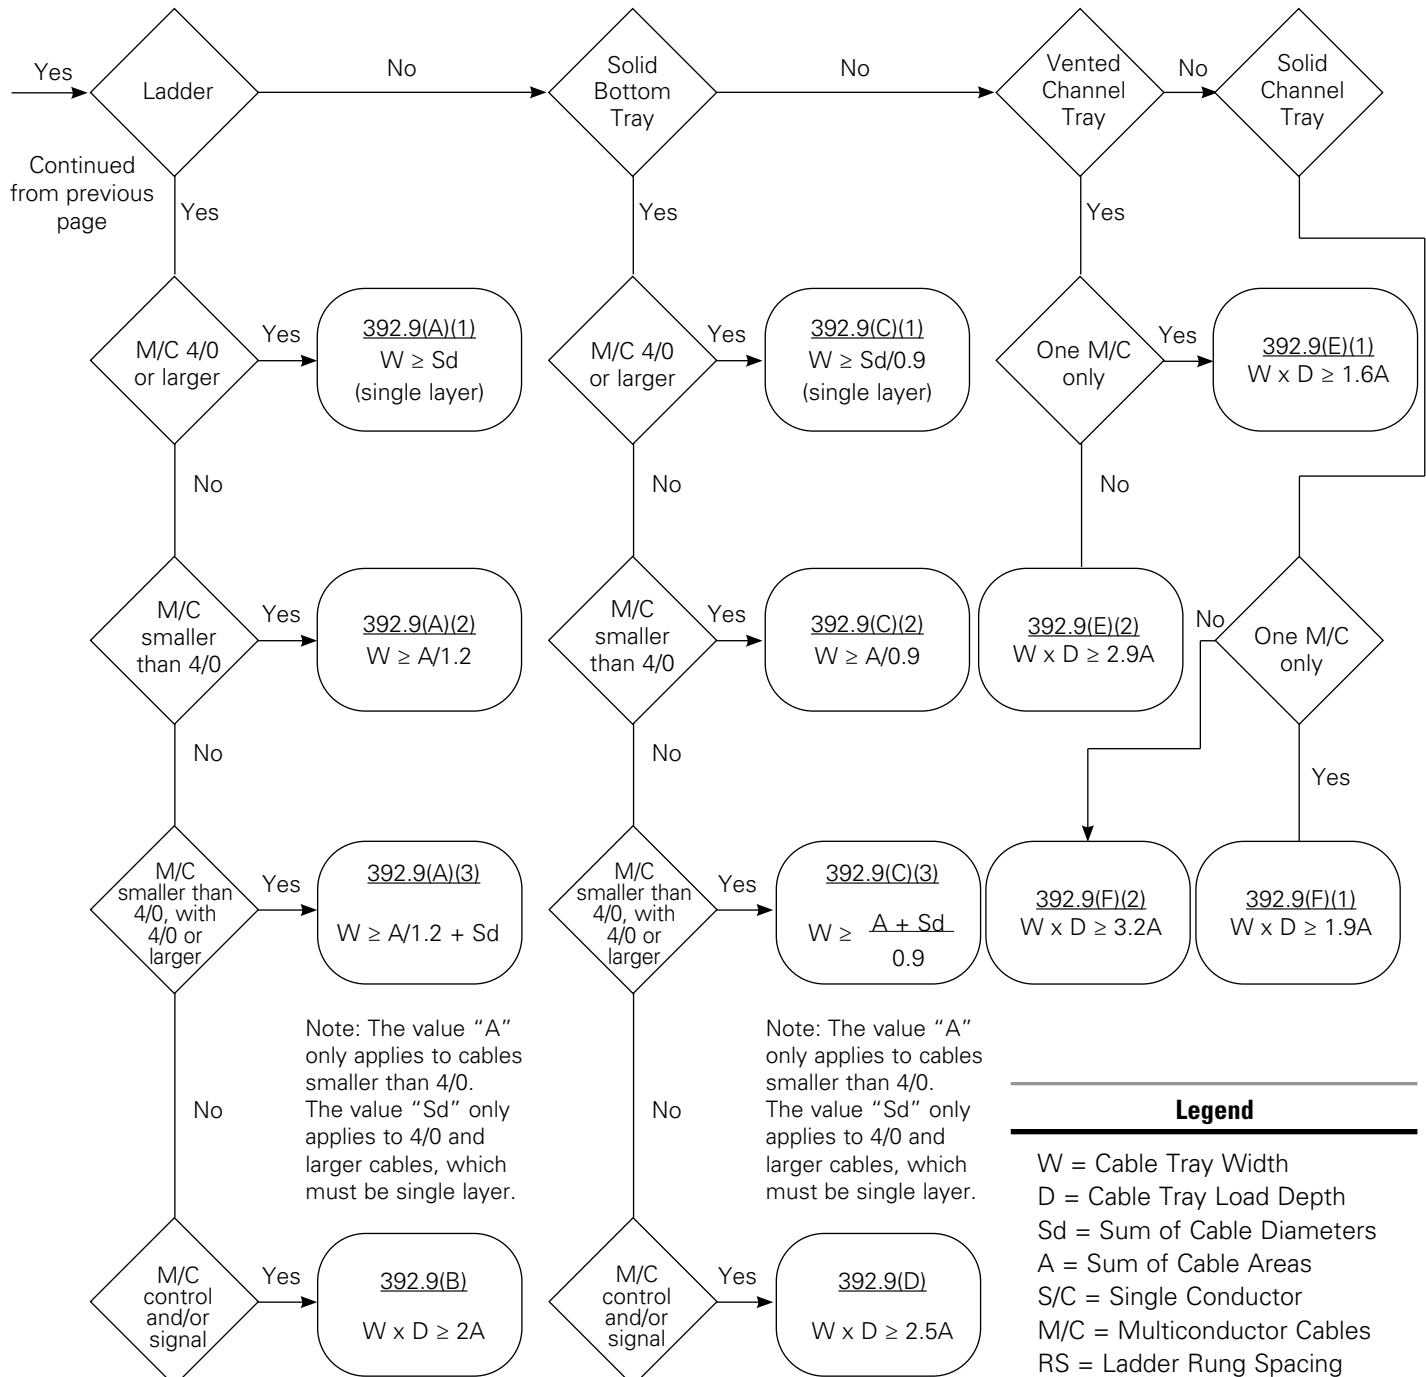 Yes
Ladder
No
Solid
Bottom
Tray
No
Vented
Channel
Tray
No
Solid
Channel
Tray
Continued
from previous
page
Yes
Yes
Yes
M/C 4/0
or larger
Yes
392.9(A)(1)
W ≥ Sd
(single layer)
M/C 4/0
or larger
Yes
392.9(C)(1)
W ≥ Sd/0.9
(single layer)
One M/C
only
Yes
392.9(E)(1)
W x D ≥ 1.6A
No
No
No
M/C
smaller
than 4/0
Yes
392.9(A)(2)
W ≥ A/1.2
M/C
smaller
than 4/0
Yes
392.9(C)(2)
W ≥ A/0.9
392.9(E)(2)
W x D ≥ 2.9A
No
One M/C
only
No
No
Yes
M/C
smaller than
4/0, with
4/0 or
larger
Yes
392.9(A)(3)
W ≥ A/1.2 + Sd
M/C
smaller than
4/0, with
4/0 or
larger
Yes
392.9(C)(3)
W ≥ A + Sd
0.9
392.9(F)(2)
W x D ≥ 3.2A
392.9(F)(1)
W x D ≥ 1.9A
No
Note: The value “A”
only applies to cables
smaller than 4/0.
The value “Sd” only
applies to 4/0 and
larger cables, which
must be single layer.
No
Note: The value “A”
only applies to cables
smaller than 4/0.
The value “Sd” only
applies to 4/0 and
larger cables, which
must be single layer.
M/C
control
and/or
signal
Yes
392.9(B)
W x D ≥ 2A
M/C
control
and/or
signal
Yes
392.9(D)
W x D ≥ 2.5A
Legend
W = Cable Tray Width
D = Cable Tray Load Depth
Sd = Sum of Cable Diameters
A = Sum of Cable Areas
S/C = Single Conductor
M/C = Multiconductor Cables
RS = Ladder Rung Spacing